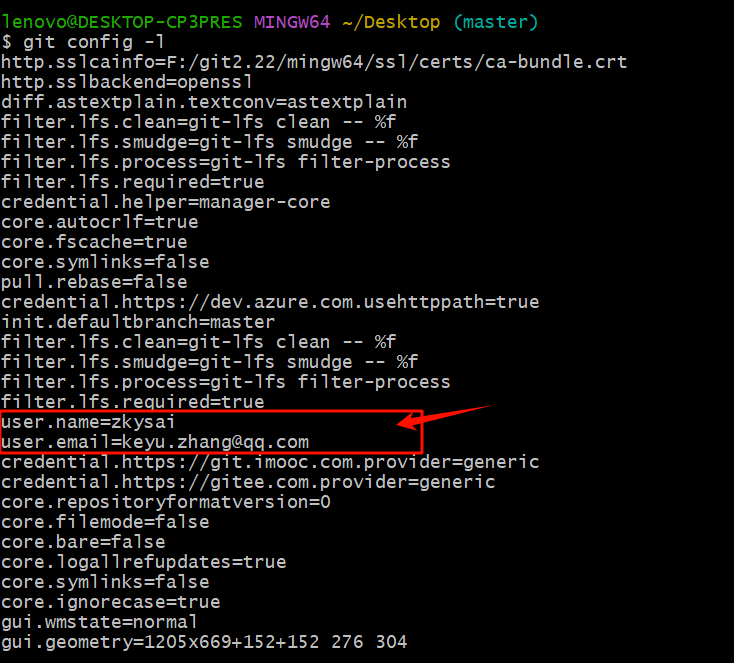 lenovo@DESKTOP-CP3PRES MINGW64 ~/Desktop (master)
$ git config -l
http.sslcainfo=F:/git2.22/mingw64/ssl/certs/ca-bundle.crt
http.sslbackend=openssl
diff.astextplain.textconv=astextplain
filter.lfs.clean=git-lfs clean -- %f
filter.lfs.smudge=git-lfs smudge -- %f
filter.lfs.process=git-lfs filter-process
filter.lfs.required=true
credential.helper=manager-core
core.autocrlf=true
core.fscache=true
core.symlinks=false
pull.rebase=false
credential.https://dev.azure.com.usehttppath=true
init.defaultbranch=master
filter.lfs.clean=git-lfs clean -- %f
filter.lfs.smudge=git-lfs smudge -- %f
filter.lfs.process=git-lfs filter-process
filter.lfs.required=true
user.name=zkysai
user.email=keyu.zhang@qq.com
credential.https://git.imooc.com.provider=generic
credential.https://gitee.com.provider=generic
core.repositoryformatversion=0
core.filemode=false
core.bare=false
core.logallrefupdates=true
core.symlinks=false
core.ignorecase=true
gui.wmstate=normal
gui.geometry=1205x669+152+152 276 304